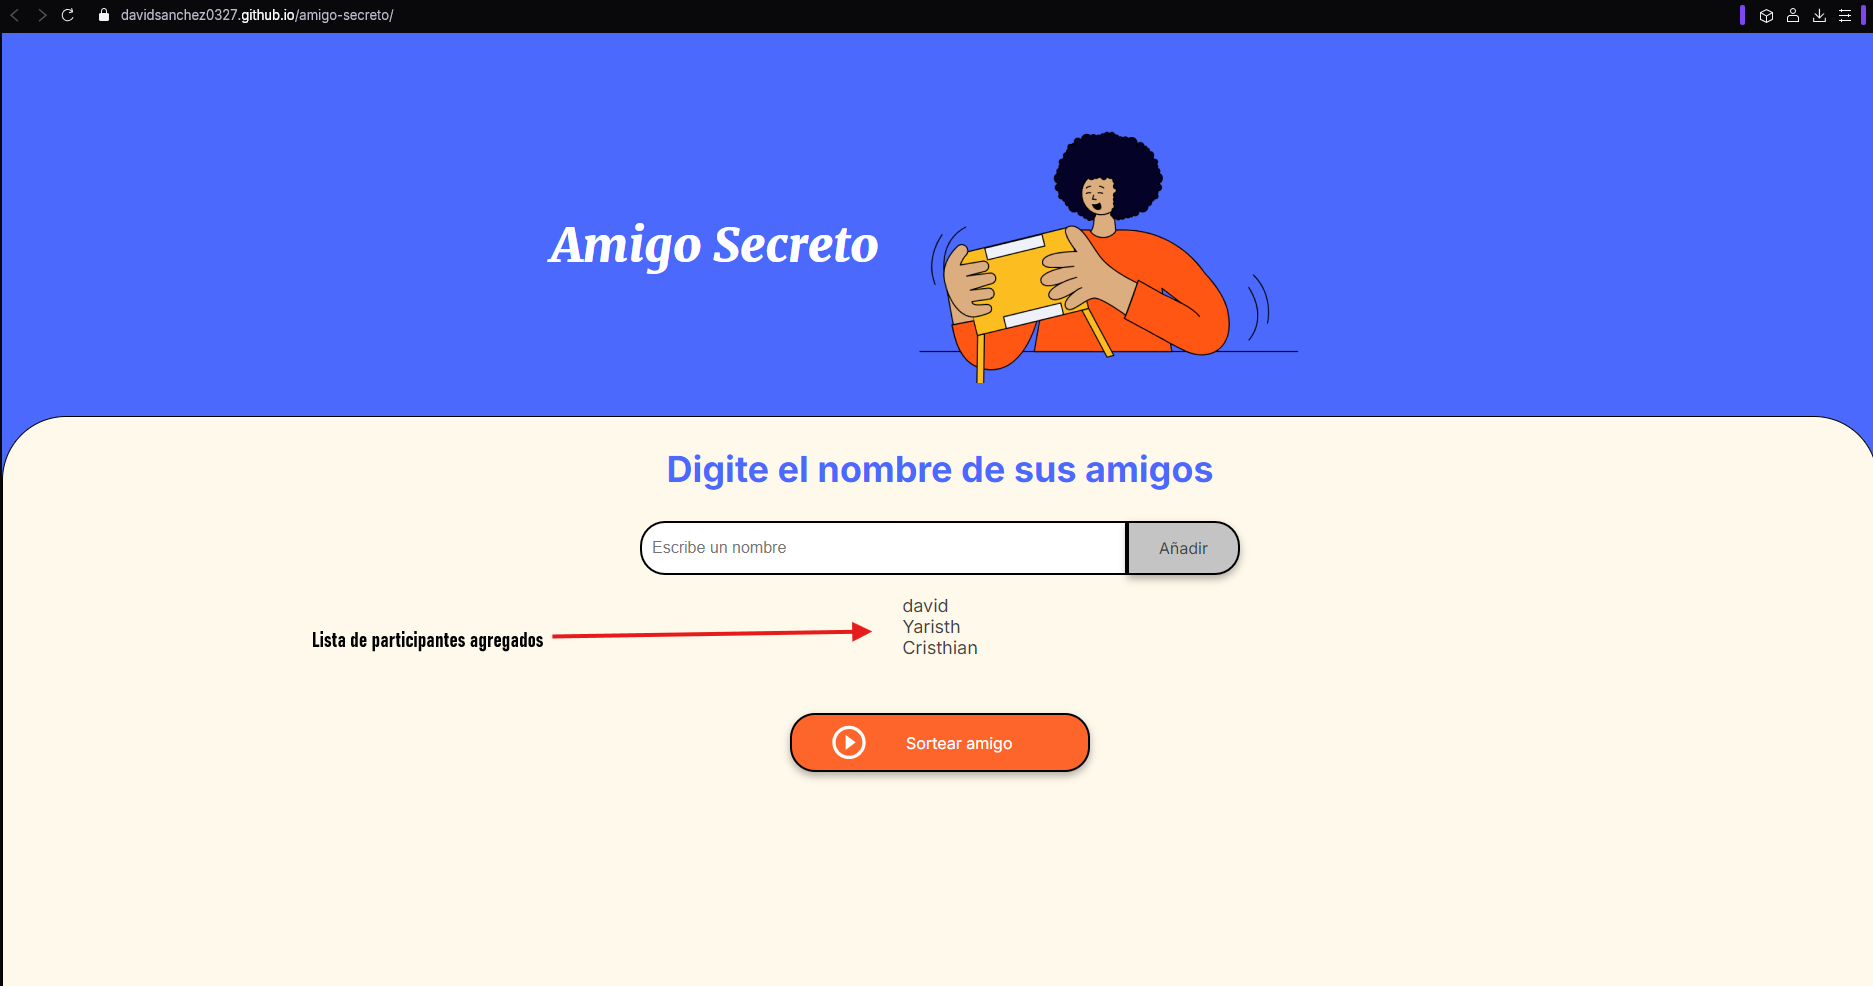 davidsanchez0327.github.io/amigo-secreto/
Amigo Secreto
Digite el nombre de sus amigos
Escribe un nombre
Añadir
david
Yaristh
Cristhian
Lista de participantes agregados
Sortear amigo